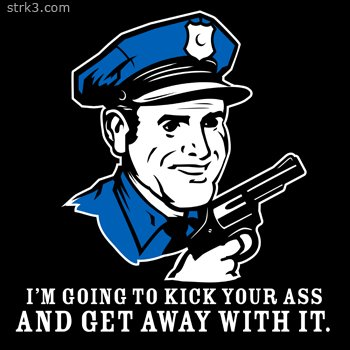 strk3.com
I'M GOING TO KICK YOUR ASS
AND GET AWAY WITH IT.